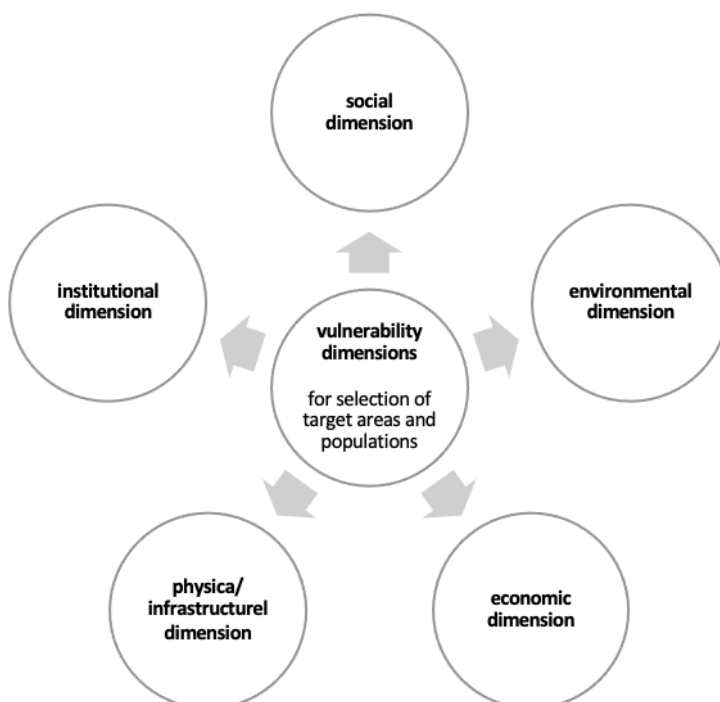 social
dimension
institutional
dimension
environmental
dimension
vulnerability
dimensions
for selection of
target areas and
populations
physica/
infrastructurel
dimension
economic
dimension